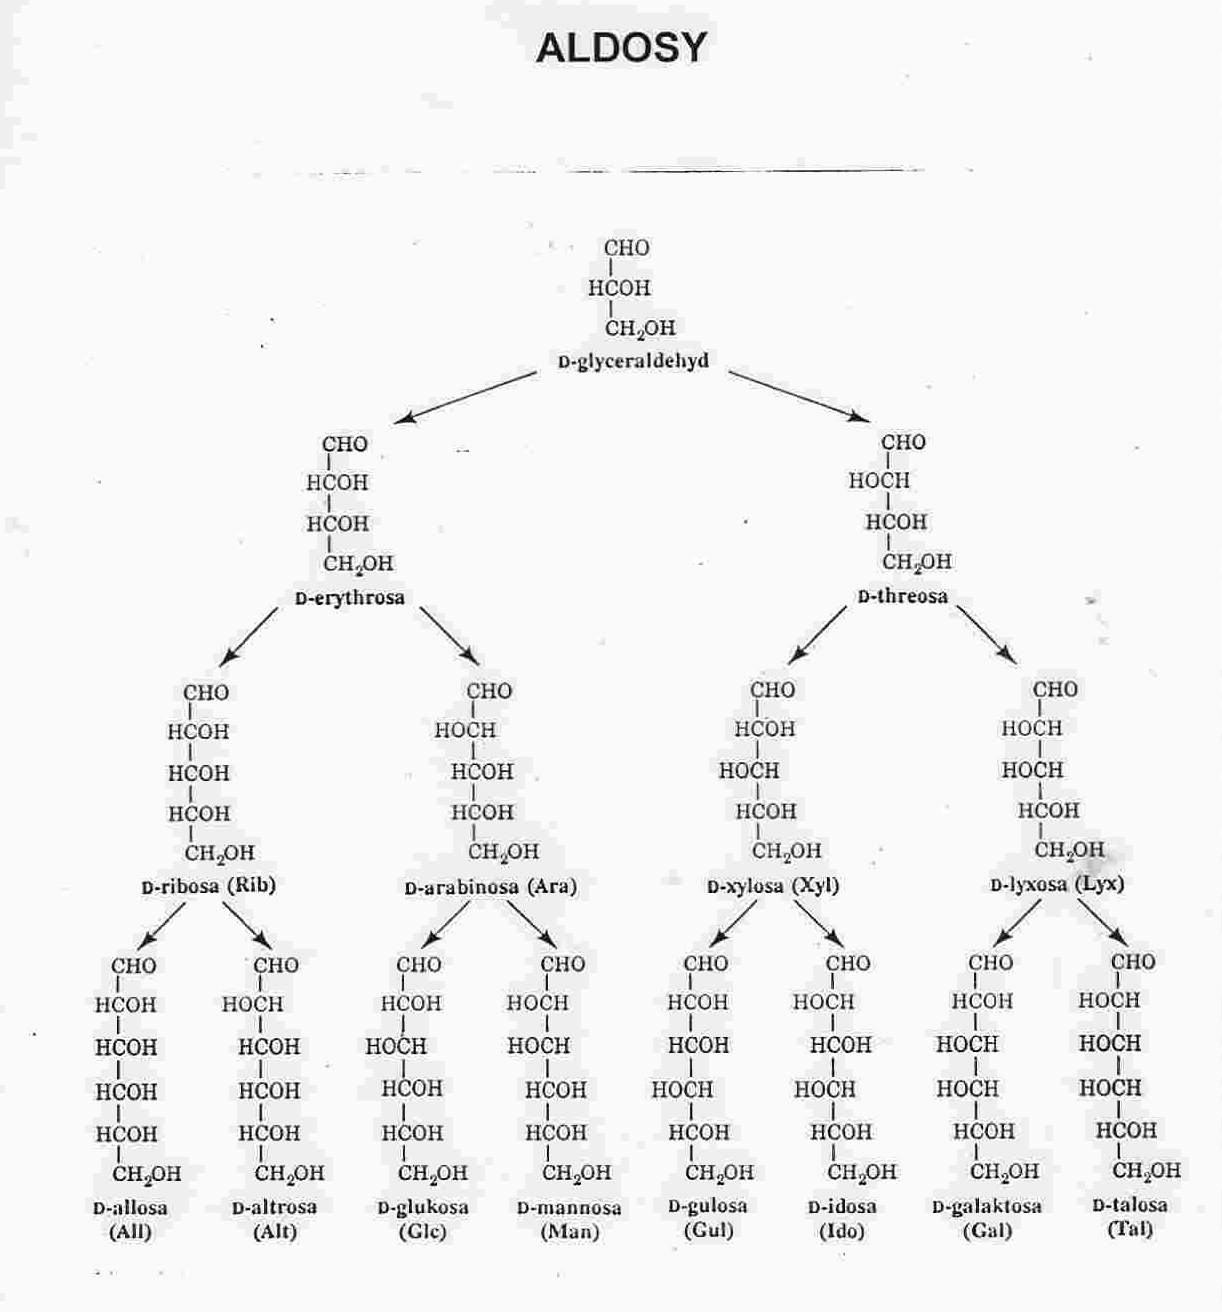 ALDOSY
CHO
HCOH
CH₂OH
D-glyceraldehyd
CHO
HCOH
HCOH
CH₂OH
D-erythrosa
CHO
HOCH
HCOH
CH₂OH
D-threosa
CHO
HCOH
HCOH
HCOH
CH₂OH
D-ribosa (Rib)
CHO
HOCH
HCOH
HCOH
CH₂OH
D-arabinosa (Ara)
CHO
HCOH
HOCH
HCOH
CH₂OH
D-xylosa (Xyl)
CHO
HOCH
HOCH
HCOH
CH₂OH
D-lyxosa (Lyx)
CHO
HCOH
HCOH
HCOH
HCOH
CH₂OH
D-allosa
(All)
CHO
HOCH
HCOH
HCOH
HCOH
CH₂OH
D-altrosa
(Alt)
CHO
HCOH
HOCH
HCOH
HCOH
CH₂OH
D-glukosa
(Glc)
CHO
HOCH
HOCH
HCOH
HCOH
CH₂OH
D-mannosa
(Man)
CHO
HCOH
HCOH
HOCH
HCOH
CH₂OH
D-gulosa
(Gul)
CHO
HOCH
HCOH
HOCH
HCOH
CH₂OH
D-idosa
(Ido)
CHO
HCOH
HOCH
HOCH
HCOH
CH₂OH
D-galaktosa
(Gal)
CHO
HOCH
HOCH
HOCH
HCOH
CH₂OH
D-talosa
(Tal)